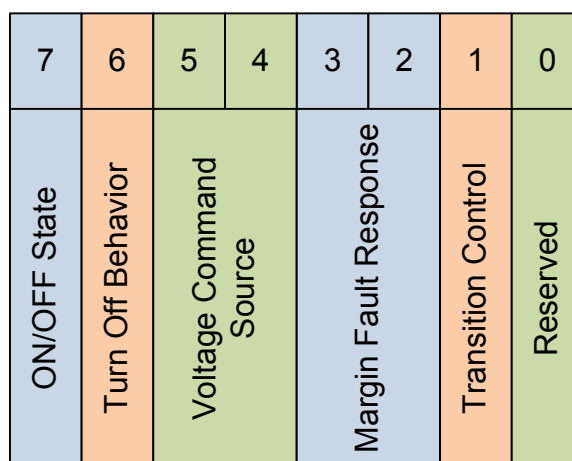 7 6 5 4 3 2 1 0
ON/OFF State
Turn Off Behavior
Voltage Command
Source
Margin Fault Response
Transition Control
Reserved